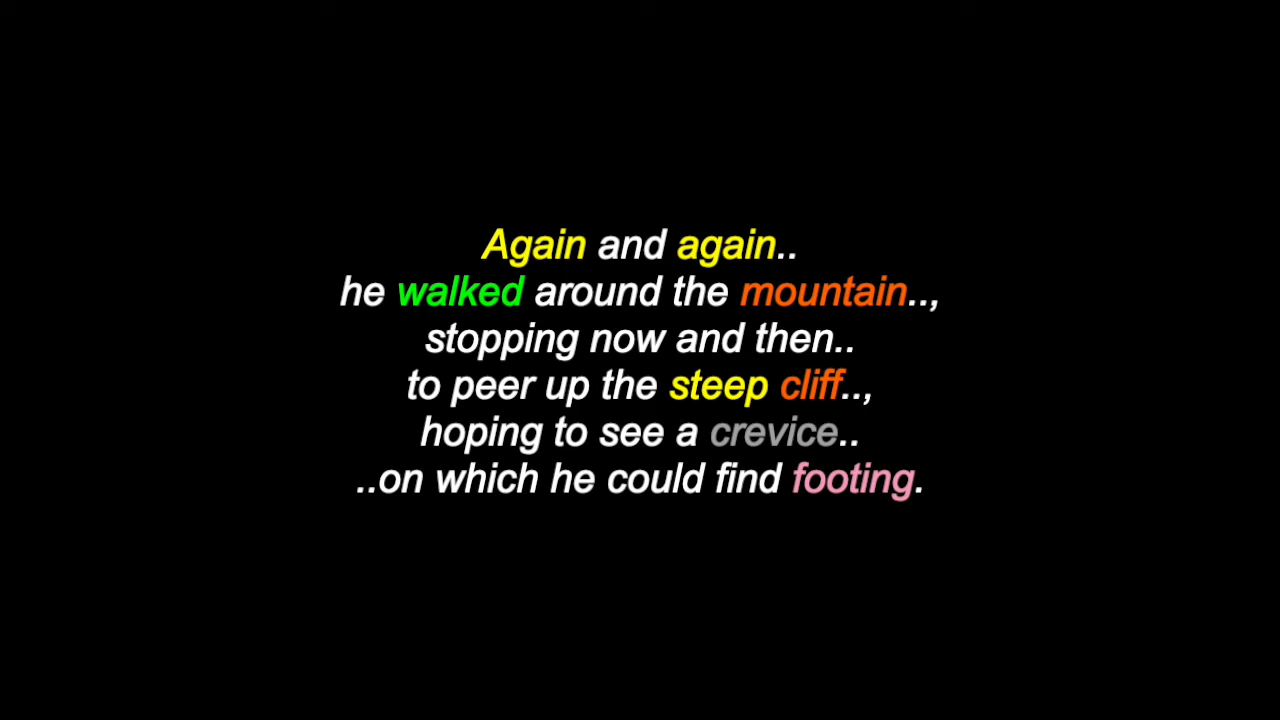 Again and again..
he walked around the mountain..,
stopping now and then..
to peer up the steep cliff..,
hoping to see a crevice..
..on which he could find footing.